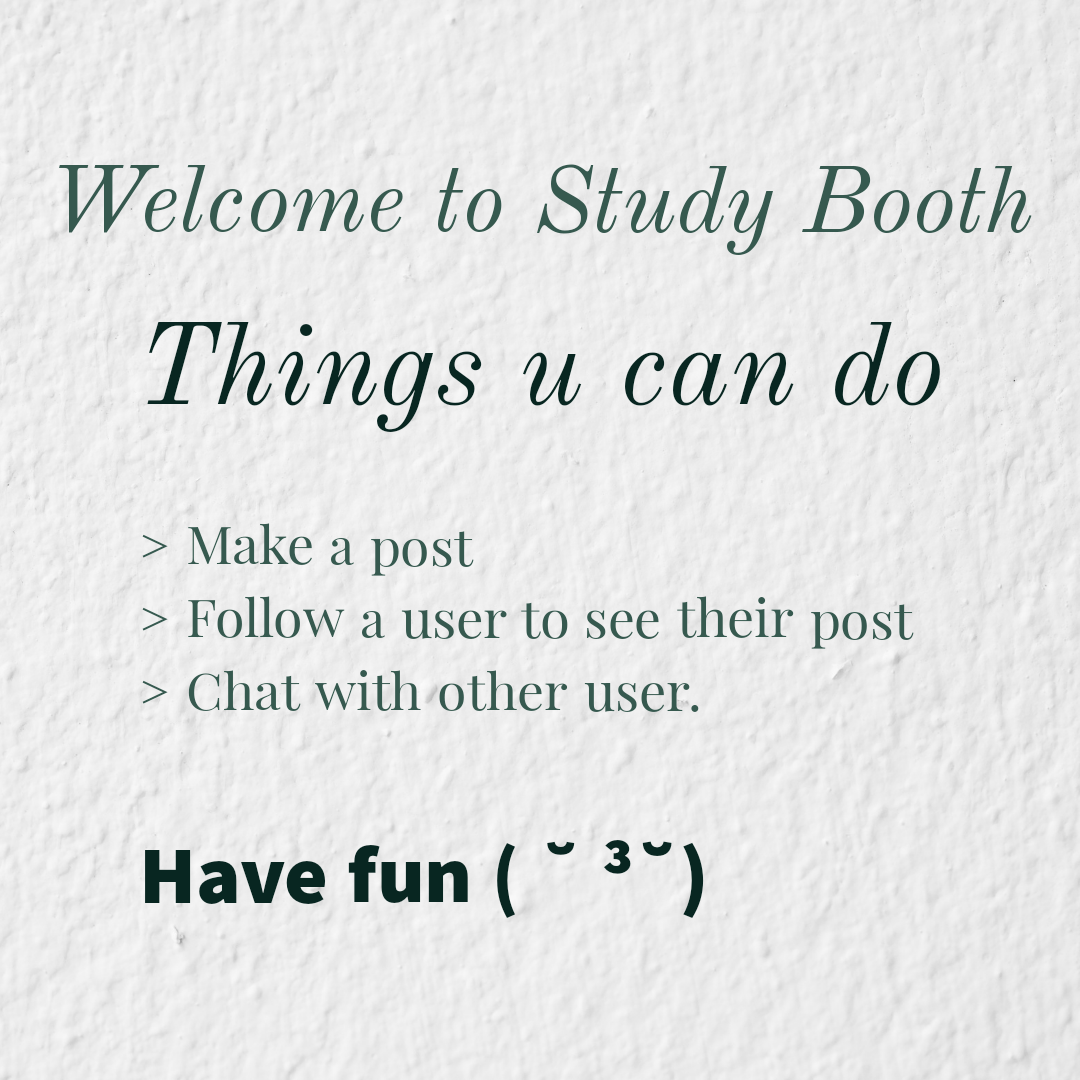 Welcome to Study Booth
Things u can do
> Make a post
> Follow a user to see their post
> Chat with other user.
Have fun ( ˘ ³˘)